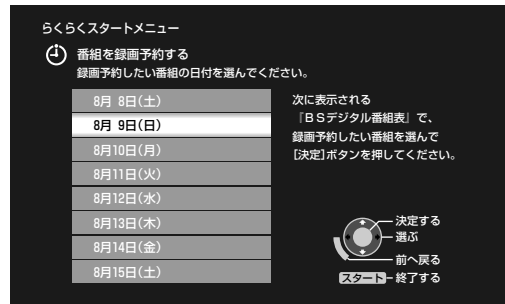 らくらくスタートメニュー
番組を録画予約する
録画予約したい番組の日付を選んでください。
8月 8日(土)
8月 9日(日)
8月10日(月)
8月11日(火)
8月12日(水)
8月13日(木)
8月14日(金)
8月15日(土)
次に表示される
『BSデジタル番組表』で、
録画予約したい番組を選んで
[決定]ボタンを押してください。
決定する
選ぶ
前へ戻る
スタート 終了する